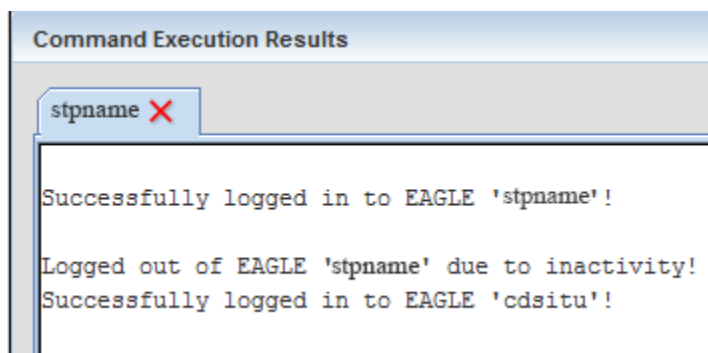 Command Execution Results
stpname
Successfully logged in to EAGLE 'stpname'!
Logged out of EAGLE 'stpname' due to inactivity!
Successfully logged in to EAGLE 'cdsitu'!